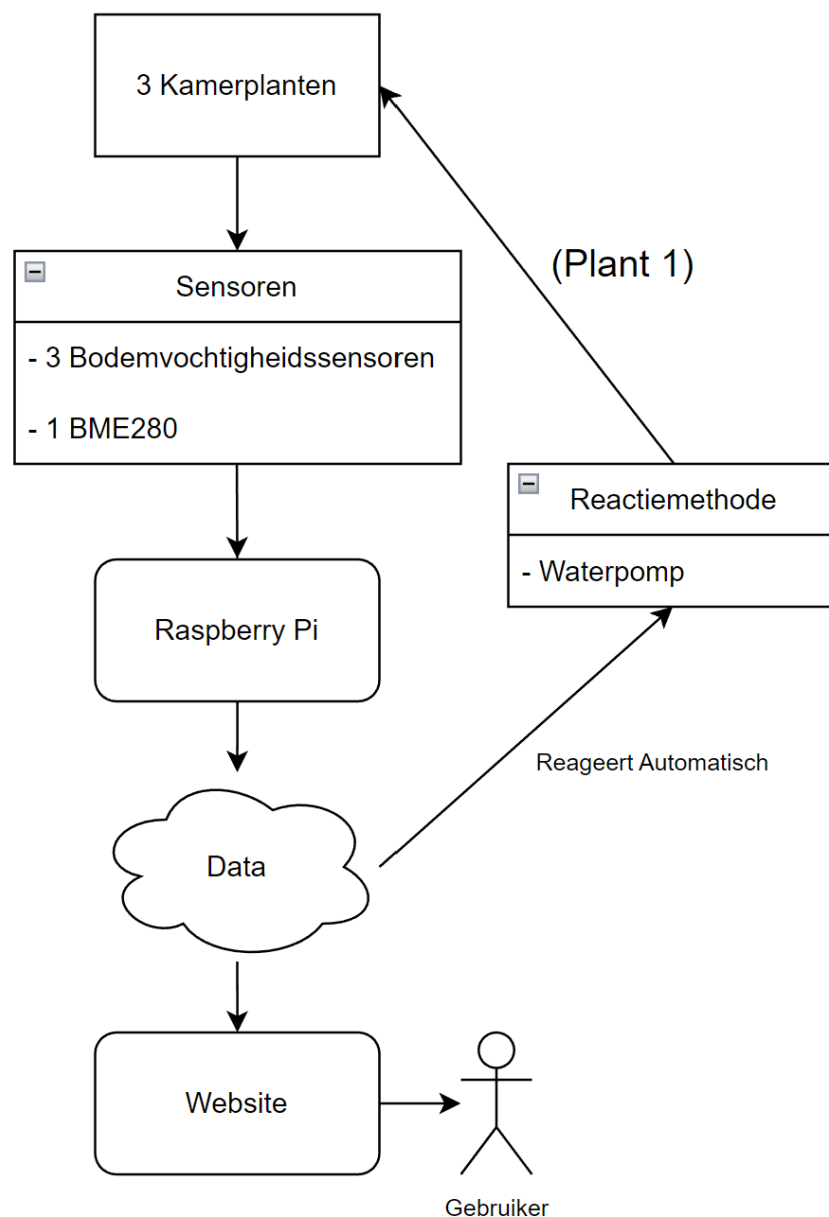 3 Kamerplanten
(Plant 1)
Sensoren
- 3 Bodemvochtigheidssensoren
- 1 BME280
Reactiemethode
- Waterpomp
Raspberry Pi
Reageert Automatisch
Data
Website
Gebruiker